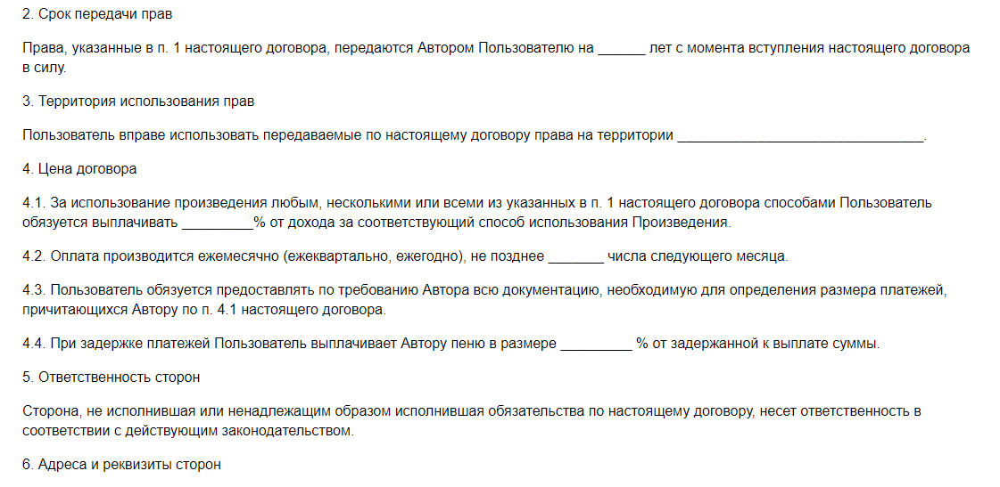 2. Срок передачи прав
Права, указанные в п. 1 настоящего договора, передаются Автором Пользователю на ______ лет с момента вступления настоящего договора
в силу.
3. Территория использования прав
Пользователь вправе использовать передаваемые по настоящему договору права на территории _______________________________.
4. Цена договора
4.1. За использование произведения любым, несколькими или всеми из указанных в п. 1 настоящего договора способами Пользователь
обязуется выплачивать _________% от дохода за соответствующий способ использования Произведения.
4.2. Оплата производится ежемесячно (ежеквартально, ежегодно), не позднее _______ числа следующего месяца.
4.3. Пользователь обязуется предоставлять по требованию Автора всю документацию, необходимую для определения размера платежей,
причитающихся Автору по п. 4.1 настоящего договора.
4.4. При задержке платежей Пользователь выплачивает Автору пеню в размере _________ % от задержанной к выплате суммы.
5. Ответственность сторон
Сторона, не исполнившая или ненадлежащим образом исполнившая обязательства по настоящему договору, несет ответственность в
соответствии с действующим законодательством.
6. Адреса и реквизиты сторон